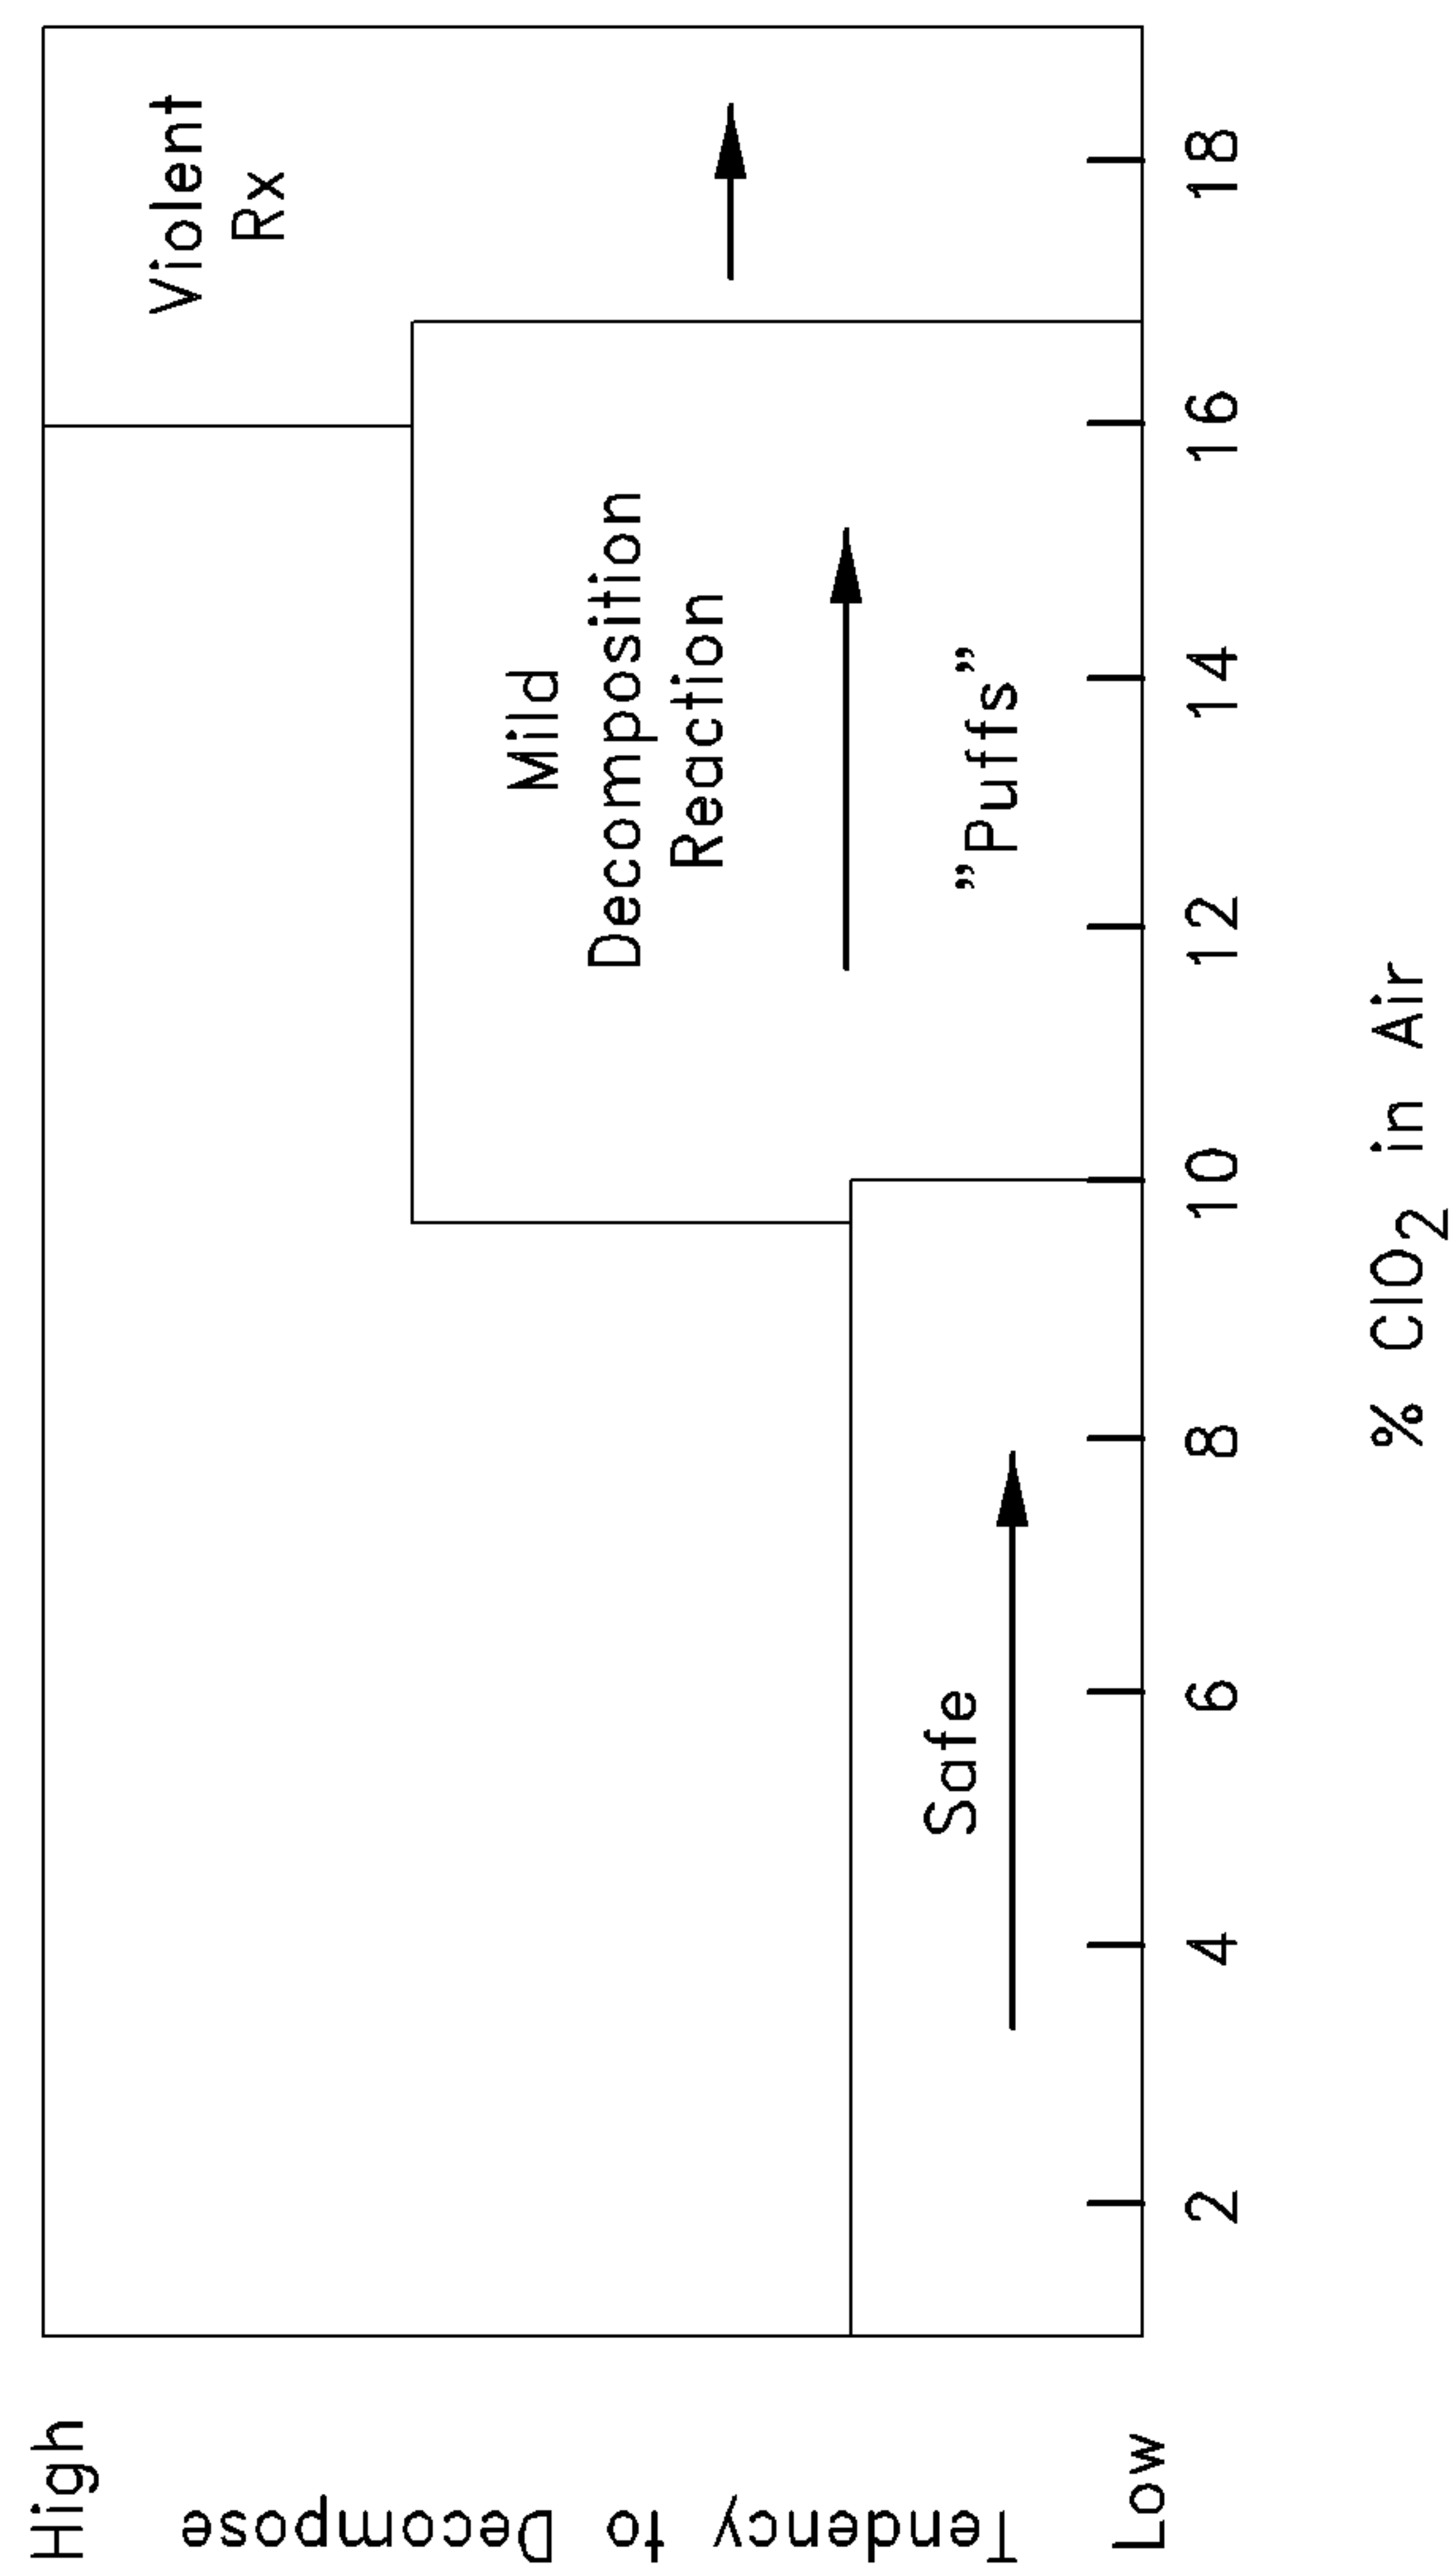 High
Tendency to Decompose
Low
Violent
Rx
Mild
Decomposition
Reaction
”Puffs”
Safe
2 4 6 8 10 12 14 16 18
% ClO₂ in Air